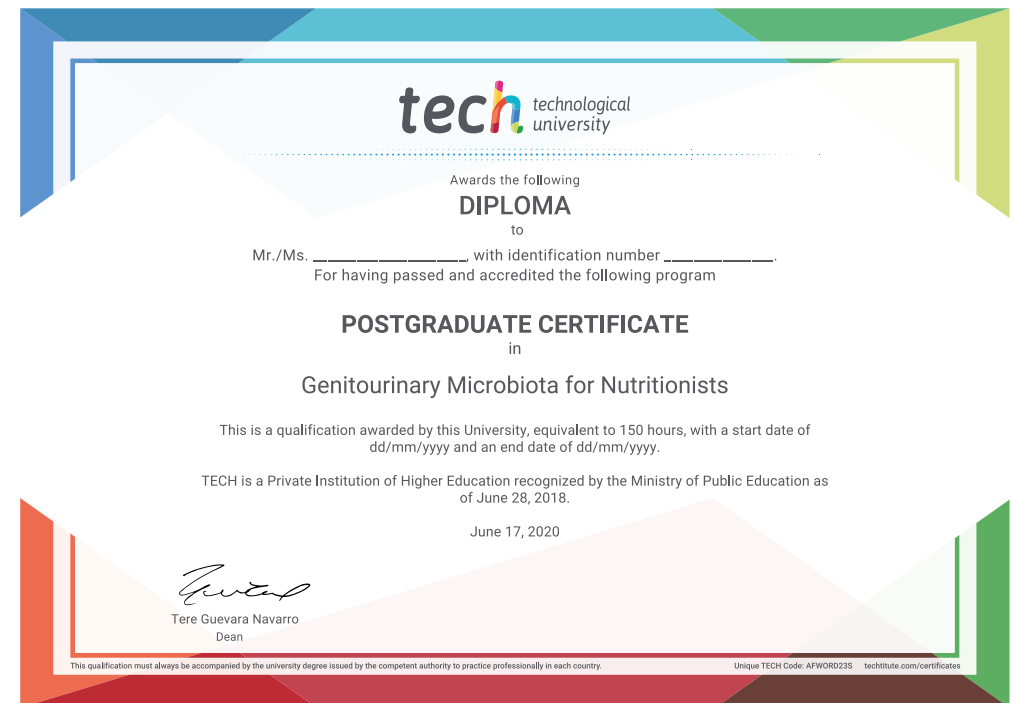 tech technological
university
Awards the following
DIPLOMA
to
Mr./Ms. ____________________, with identification number ______________.
For having passed and accredited the following program
POSTGRADUATE CERTIFICATE
in
Genitourinary Microbiota for Nutritionists
This is a qualification awarded by this University, equivalent to 150 hours, with a start date of
dd/mm/yyyy and an end date of dd/mm/yyyy.
TECH is a Private Institution of Higher Education recognized by the Ministry of Public Education as
of June 28, 2018.
June 17, 2020
Tere Guevara Navarro
Dean
This qualification must always be accompanied by the university degree issued by the competent authority to practice professionally in each country. Unique TECH Code: AFWORD23S techtitute.com/certificates